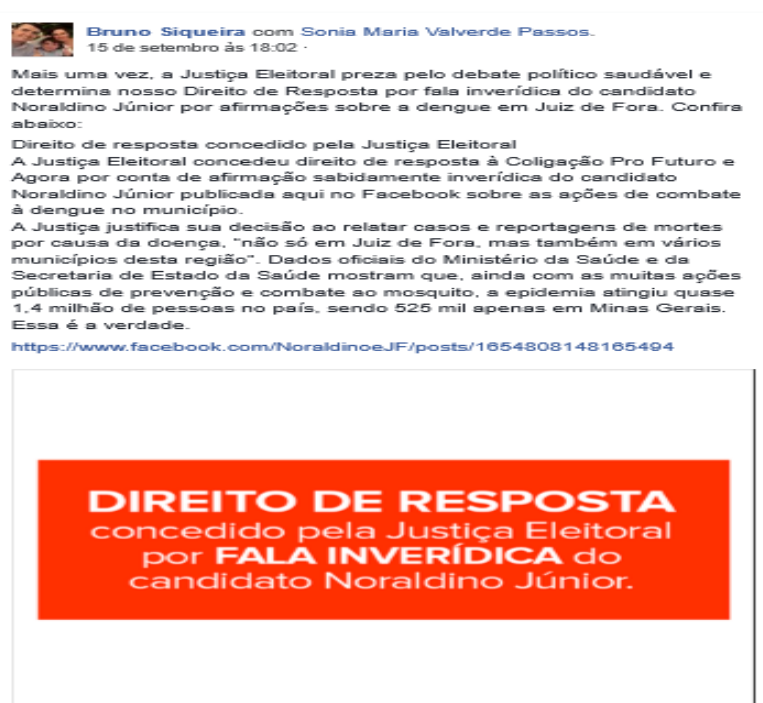 Bruno Siqueira com Sonia Maria Valverde Passos.
15 de setembro às 18:02 ·
Mais uma vez, a Justiça Eleitoral preza pelo debate político saudável e
determina nosso Direito de Resposta por fala inverídica do candidato
Noraldino Júnior por afirmações sobre a dengue em Juiz de Fora. Confira
abaixo:
Direito de resposta concedido pela Justiça Eleitoral
A Justiça Eleitoral concedeu direito de resposta à Coligação Pro Futuro e
Agora por conta de afirmação sabidamente inverídica do candidato
Noraldino Júnior publicada aqui no Facebook sobre as ações de combate
à dengue no município.
A Justiça justifica sua decisão ao relatar casos e reportagens de mortes
por causa da doença, "não só em Juiz de Fora, mas também em vários
municípios desta região". Dados oficiais do Ministério da Saúde e da
Secretaria de Estado da Saúde mostram que, ainda com as muitas ações
públicas de prevenção e combate ao mosquito, a epidemia atingiu quase
1,4 milhão de pessoas no país, sendo 525 mil apenas em Minas Gerais.
Essa é a verdade.
https://www.facebook.com/NoraldinoeJF/posts/1654808148165494
DIREITO DE RESPOSTA
concedido pela Justiça Eleitoral
por FALA INVERÍDICA do
candidato Noraldino Júnior.